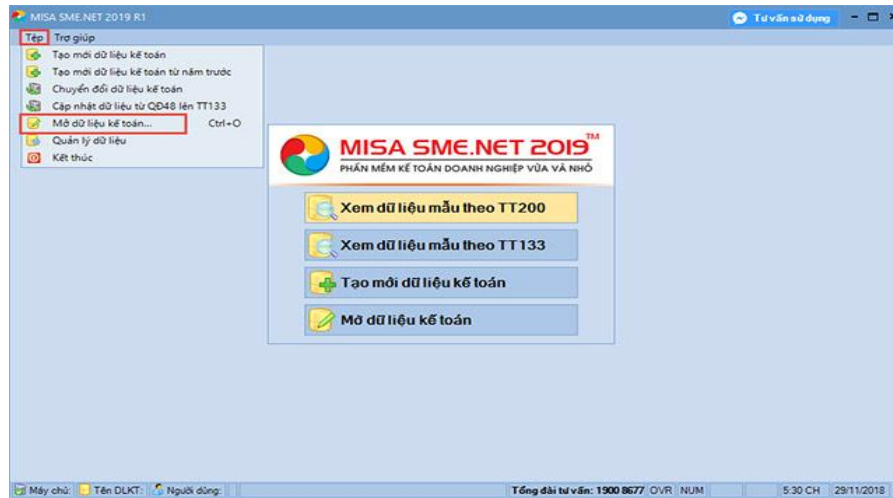 MISA SME.NET 2019 R1
Tư vấn sử dụng
Tệp Trợ giúp
Tạo mới dữ liệu kế toán
Tạo mới dữ liệu kế toán từ năm trước
Chuyển đổi dữ liệu kế toán
Cập nhật dữ liệu từ QĐ48 lên TT133
Mở dữ liệu kế toán... Ctrl+O
Quản lý dữ liệu
Kết thúc
MISA SME.NET 2019™
PHẦN MỀM KẾ TOÁN DOANH NGHIỆP VỪA VÀ NHỎ
Xem dữ liệu mẫu theo TT200
Xem dữ liệu mẫu theo TT133
Tạo mới dữ liệu kế toán
Mở dữ liệu kế toán
Máy chủ: Tên DLKT: Người dùng: Tổng đài tư vấn: 1900 8677 OVR NUM 5:30 CH 29/11/2018